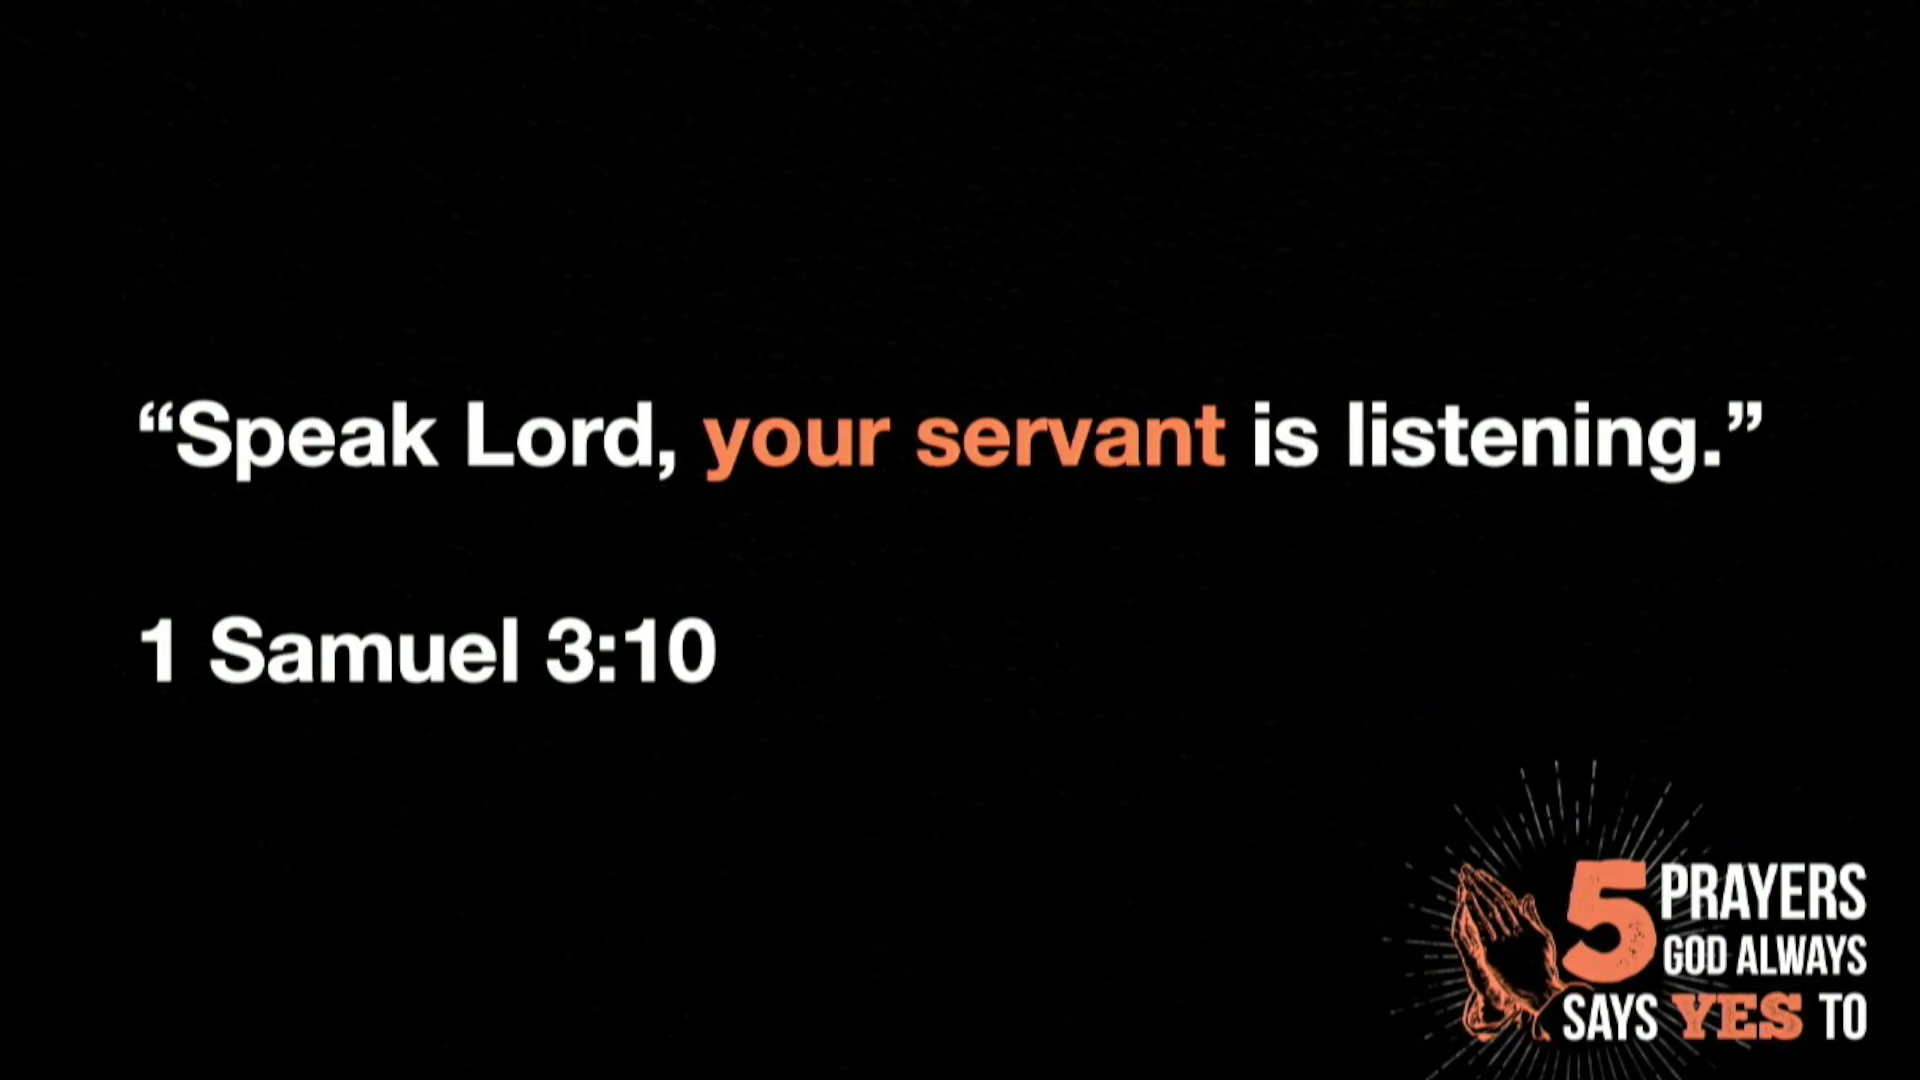 “Speak Lord, your servant is listening.”
1 Samuel 3:10
5 PRAYERS
GOD ALWAYS
SAYS YES TO